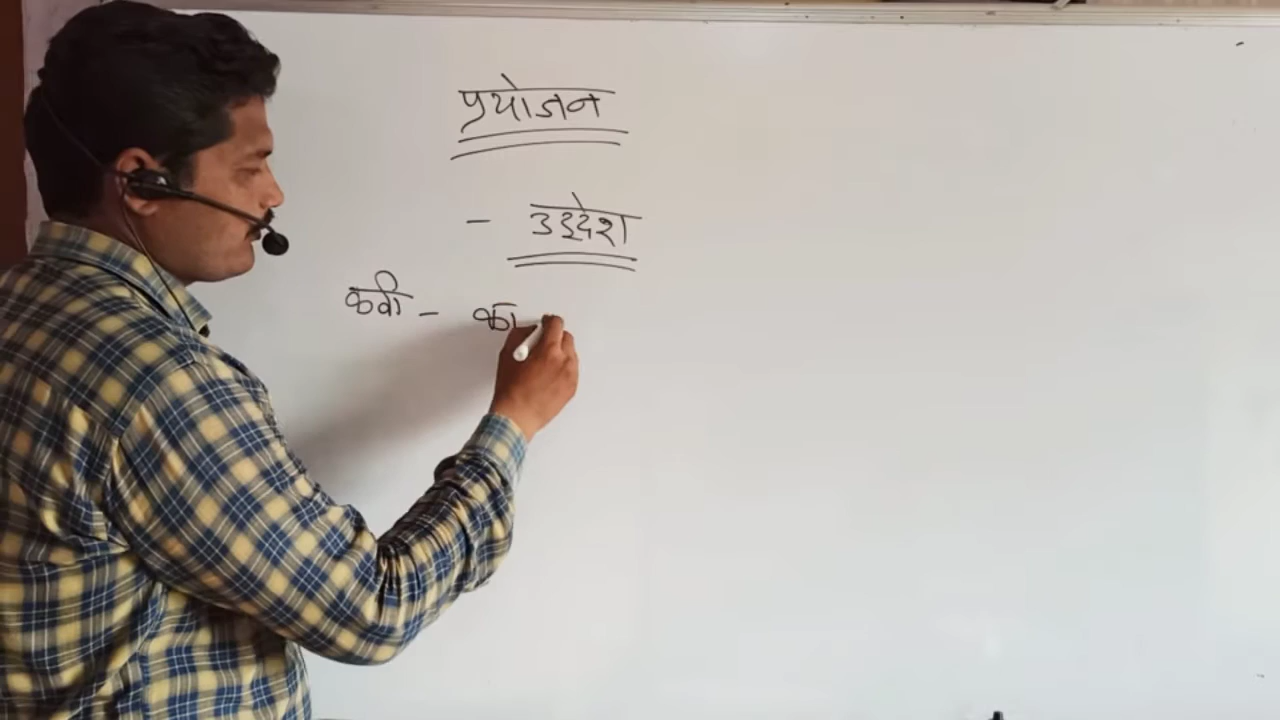 प्रयोजन
- उद्देश
कवी - का